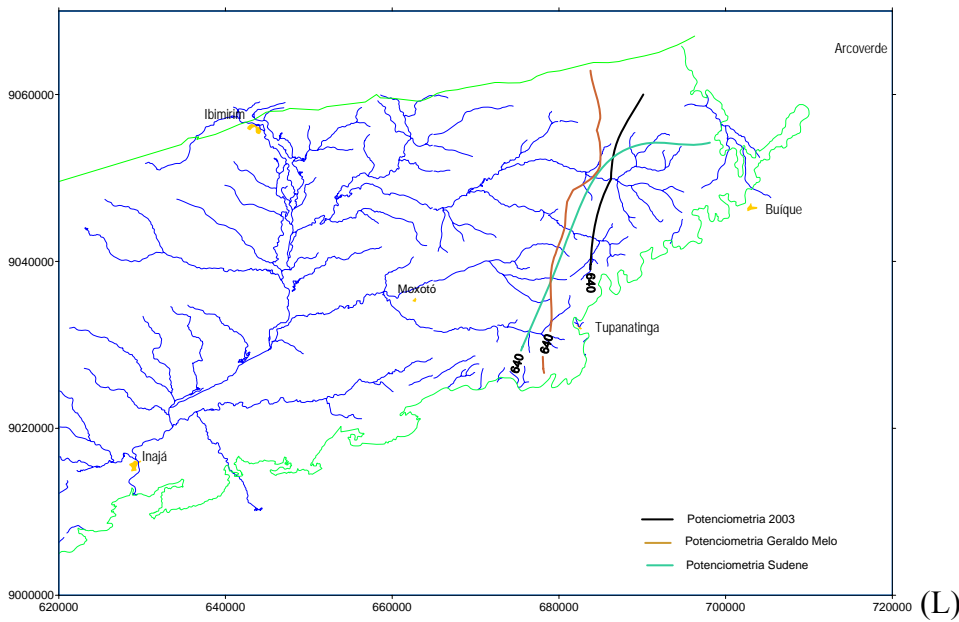 Arcoverde
9060000
Ibimirim
Buíque
9040000
Moxotó
640
Tupanatinga
640
640
9020000
Inajá
Potenciometria 2003
Potenciometria Geraldo Melo
Potenciometria Sudene
9000000
620000 640000 660000 680000 700000 720000
(L)